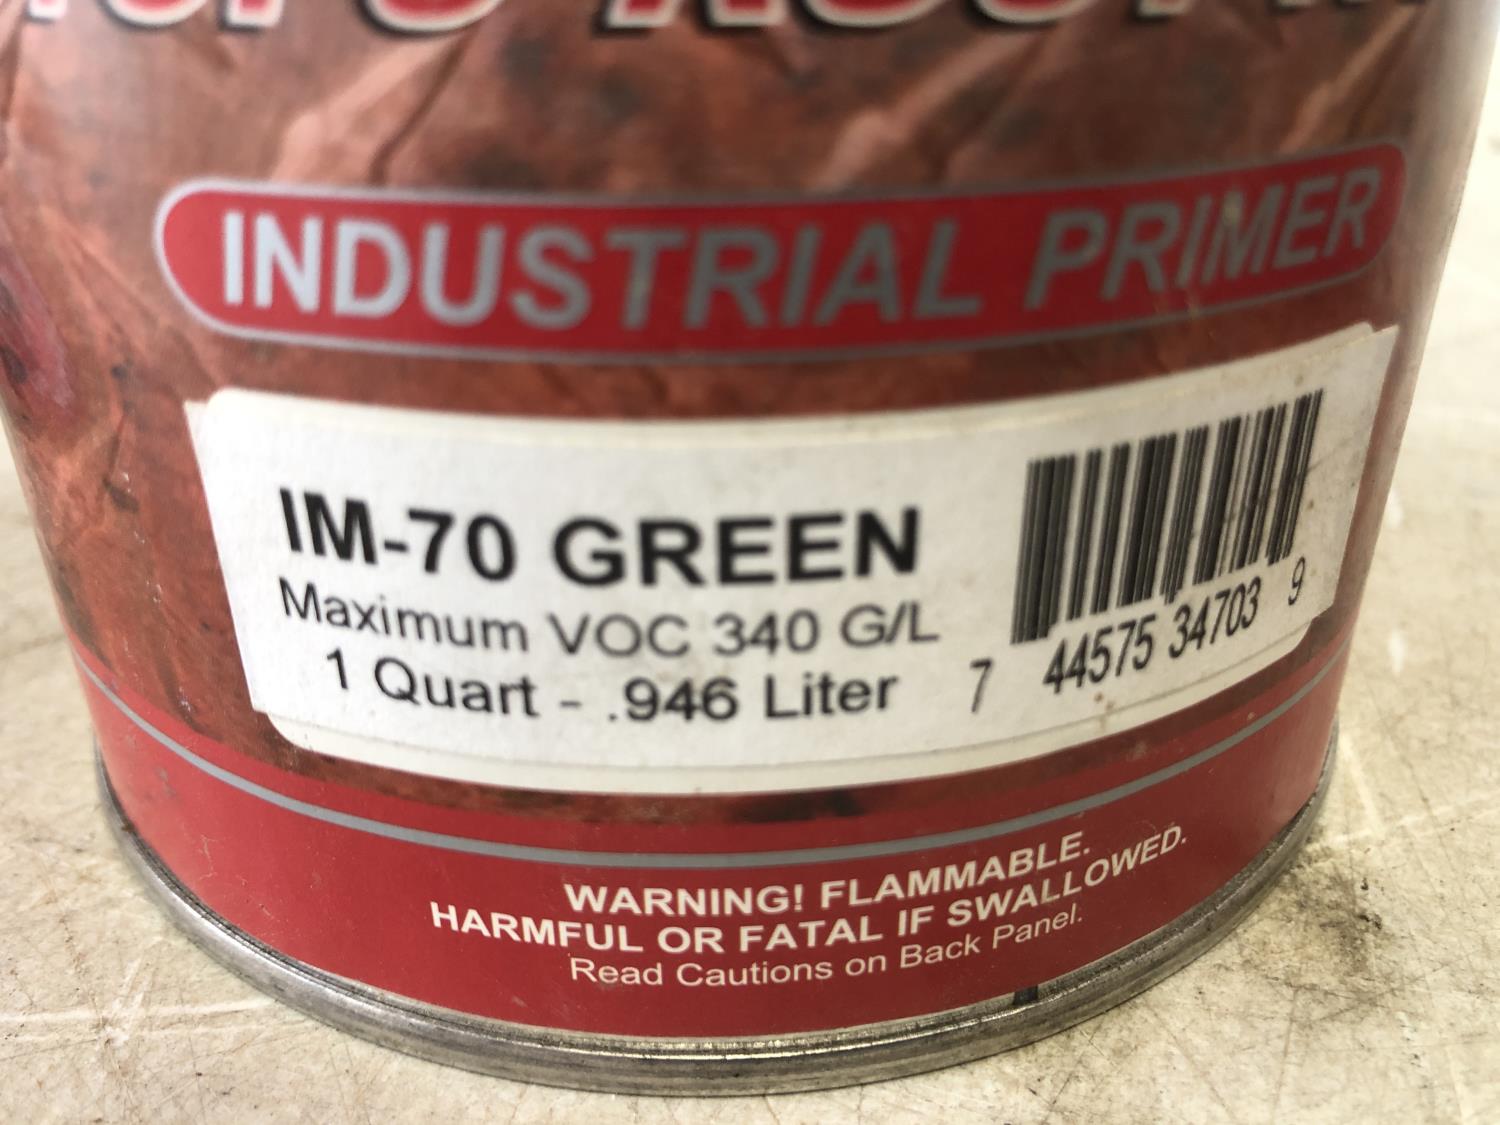 INDUSTRIAL PRIMER
IM-70 GREEN
Maximum VOC 340 G/L
1 Quart - .946 Liter
7 44575 34703 9
WARNING! FLAMMABLE.
HARMFUL OR FATAL IF SWALLOWED.
Read Cautions on Back Panel.